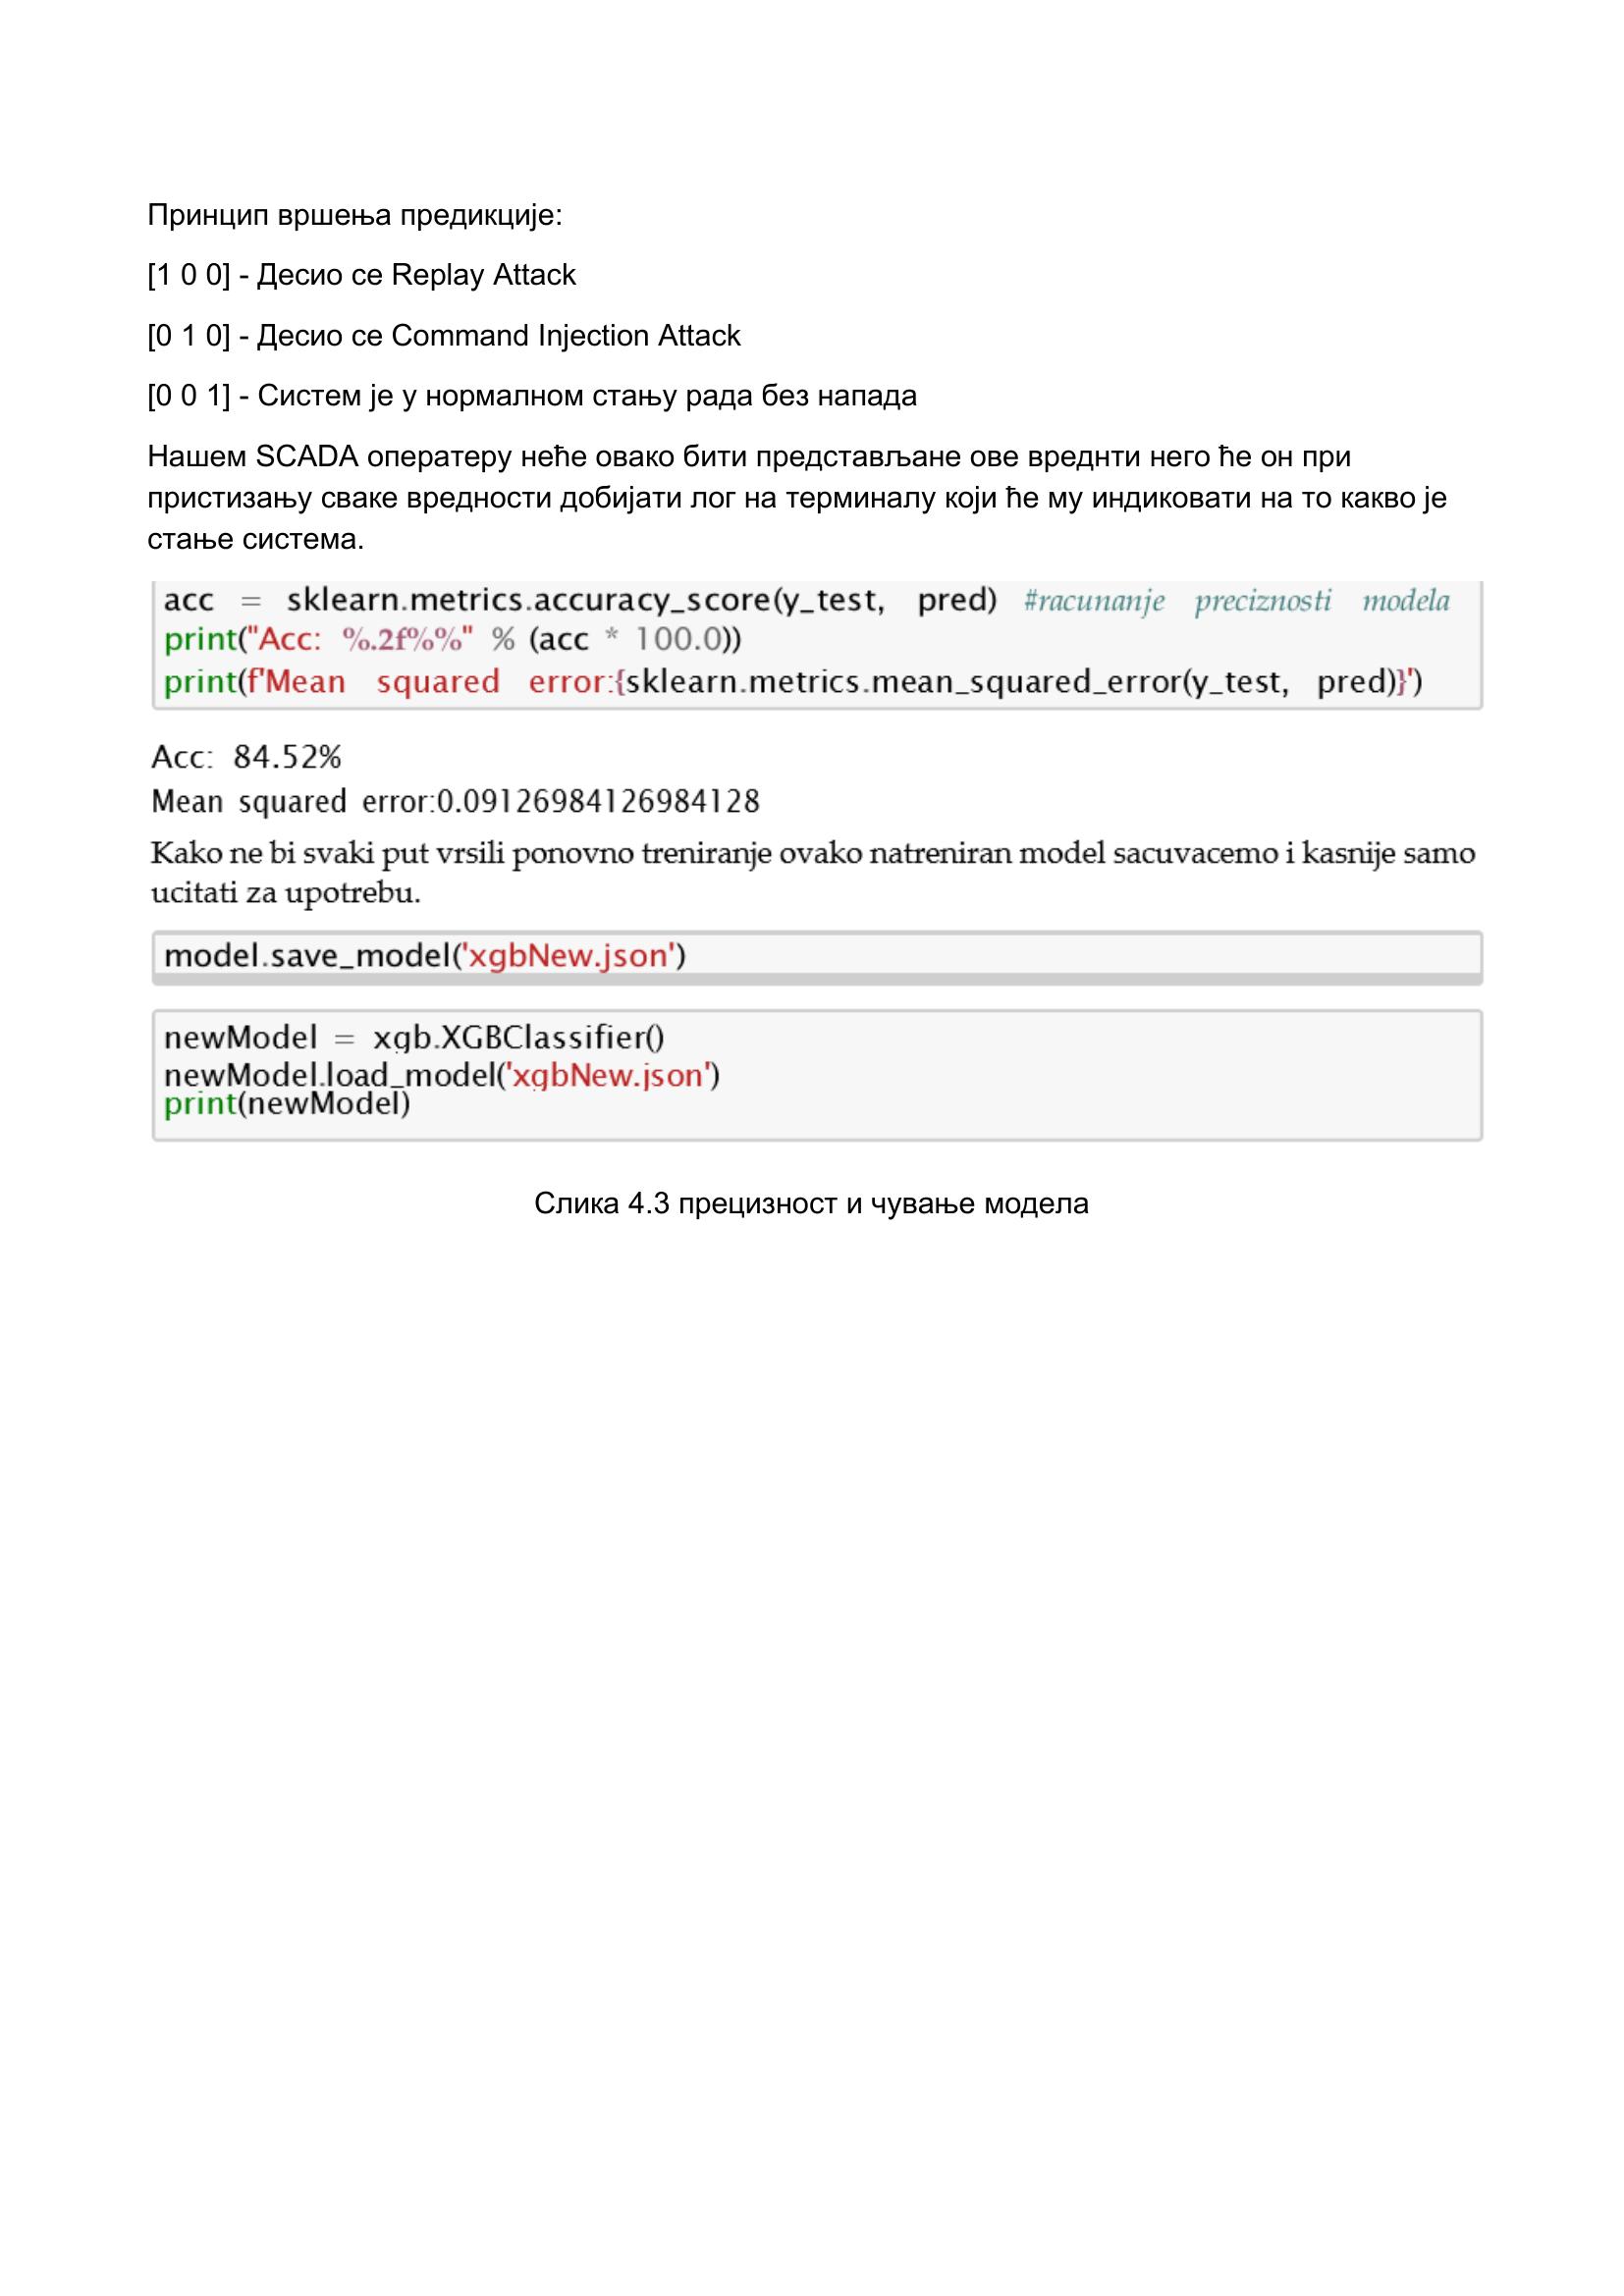 Принцип вршења предикције:
[1 0 0] - Десио се Replay Attack
[0 1 0] - Десио се Command Injection Attack
[0 0 1] - Систем је у нормалном стању рада без напада
Нашем SCADA оператеру неће овако бити представљане ове вреднти него ће он при
пристизању сваке вредности добијати лог на терминалу који ће му индиковати на то какво је
стање система.
acc = sklearn.metrics.accuracy_score(y_test, pred) #racunanje preciznosti modela
print("Acc: %.2f%%" % (acc * 100.0))
print(f'Mean squared error:{sklearn.metrics.mean_squared_error(y_test, pred)}')
Acc: 84.52%
Mean squared error:0.09126984126984128
Kako ne bi svaki put vrsili ponovno treniranje ovako natreniran model sacuvacemo i kasnije samo
ucitati za upotrebu.
model.save_model('xgbNew.json')
newModel = xgb.XGBClassifier()
newModel.load_model('xgbNew.json')
print(newModel)
Слика 4.3 прецизност и чување модела